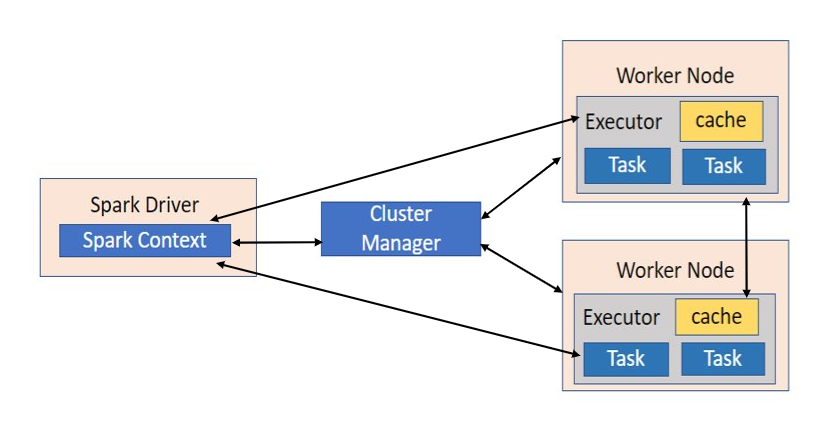 Spark Driver
Spark Context
Cluster
Manager
Worker Node
Executor
cache
Task
Task
Worker Node
Executor
cache
Task
Task